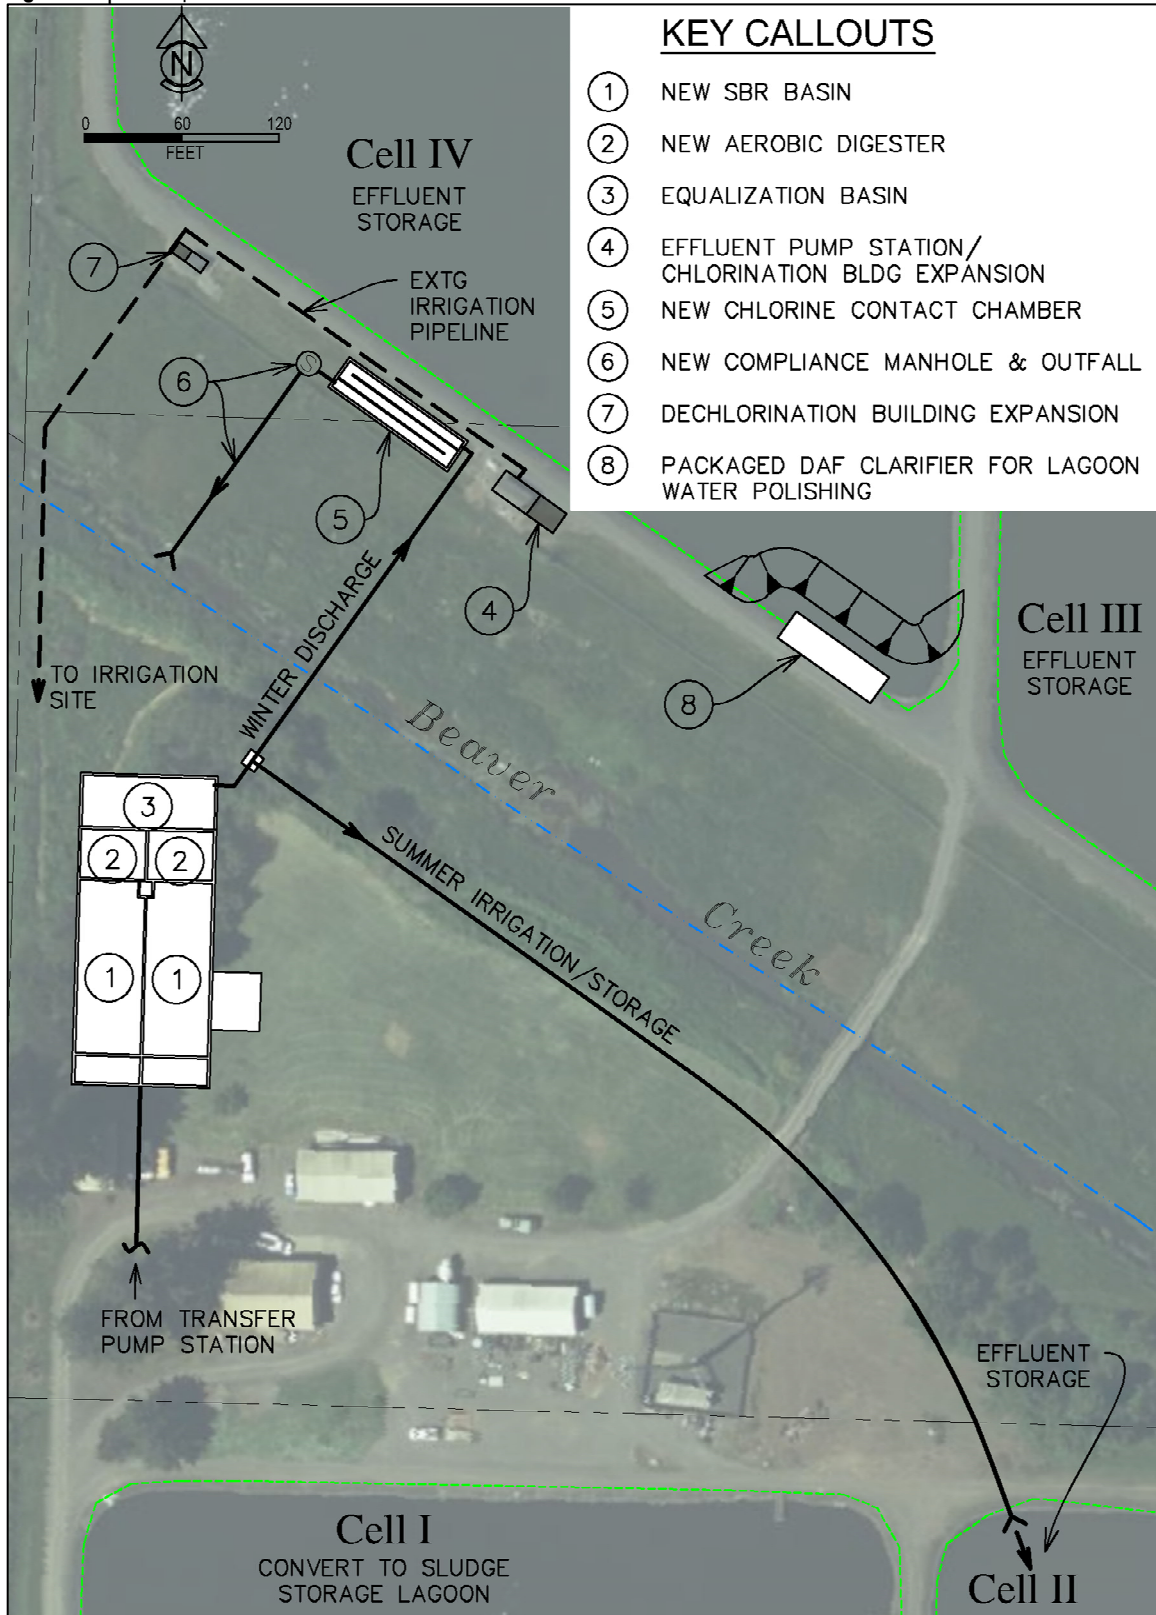 KEY CALLOUTS
1 NEW SBR BASIN
2 NEW AEROBIC DIGESTER
3 EQUALIZATION BASIN
4 EFFLUENT PUMP STATION/
CHLORINATION BLDG EXPANSION
5 NEW CHLORINE CONTACT CHAMBER
6 NEW COMPLIANCE MANHOLE & OUTFALL
7 DECHLORINATION BUILDING EXPANSION
8 PACKAGED DAF CLARIFIER FOR LAGOON
WATER POLISHING
N
0 60 120
FEET
Cell IV
EFFLUENT
STORAGE
7
EXTG
IRRIGATION
PIPELINE
S
6
5
4
WINTER DISCHARGE
TO IRRIGATION
SITE
Cell III
EFFLUENT
STORAGE
8
Beaver
Creek
3
2 2
SUMMER IRRIGATION/STORAGE
1 1
FROM TRANSFER
PUMP STATION
EFFLUENT
STORAGE
Cell I
CONVERT TO SLUDGE
STORAGE LAGOON
Cell II